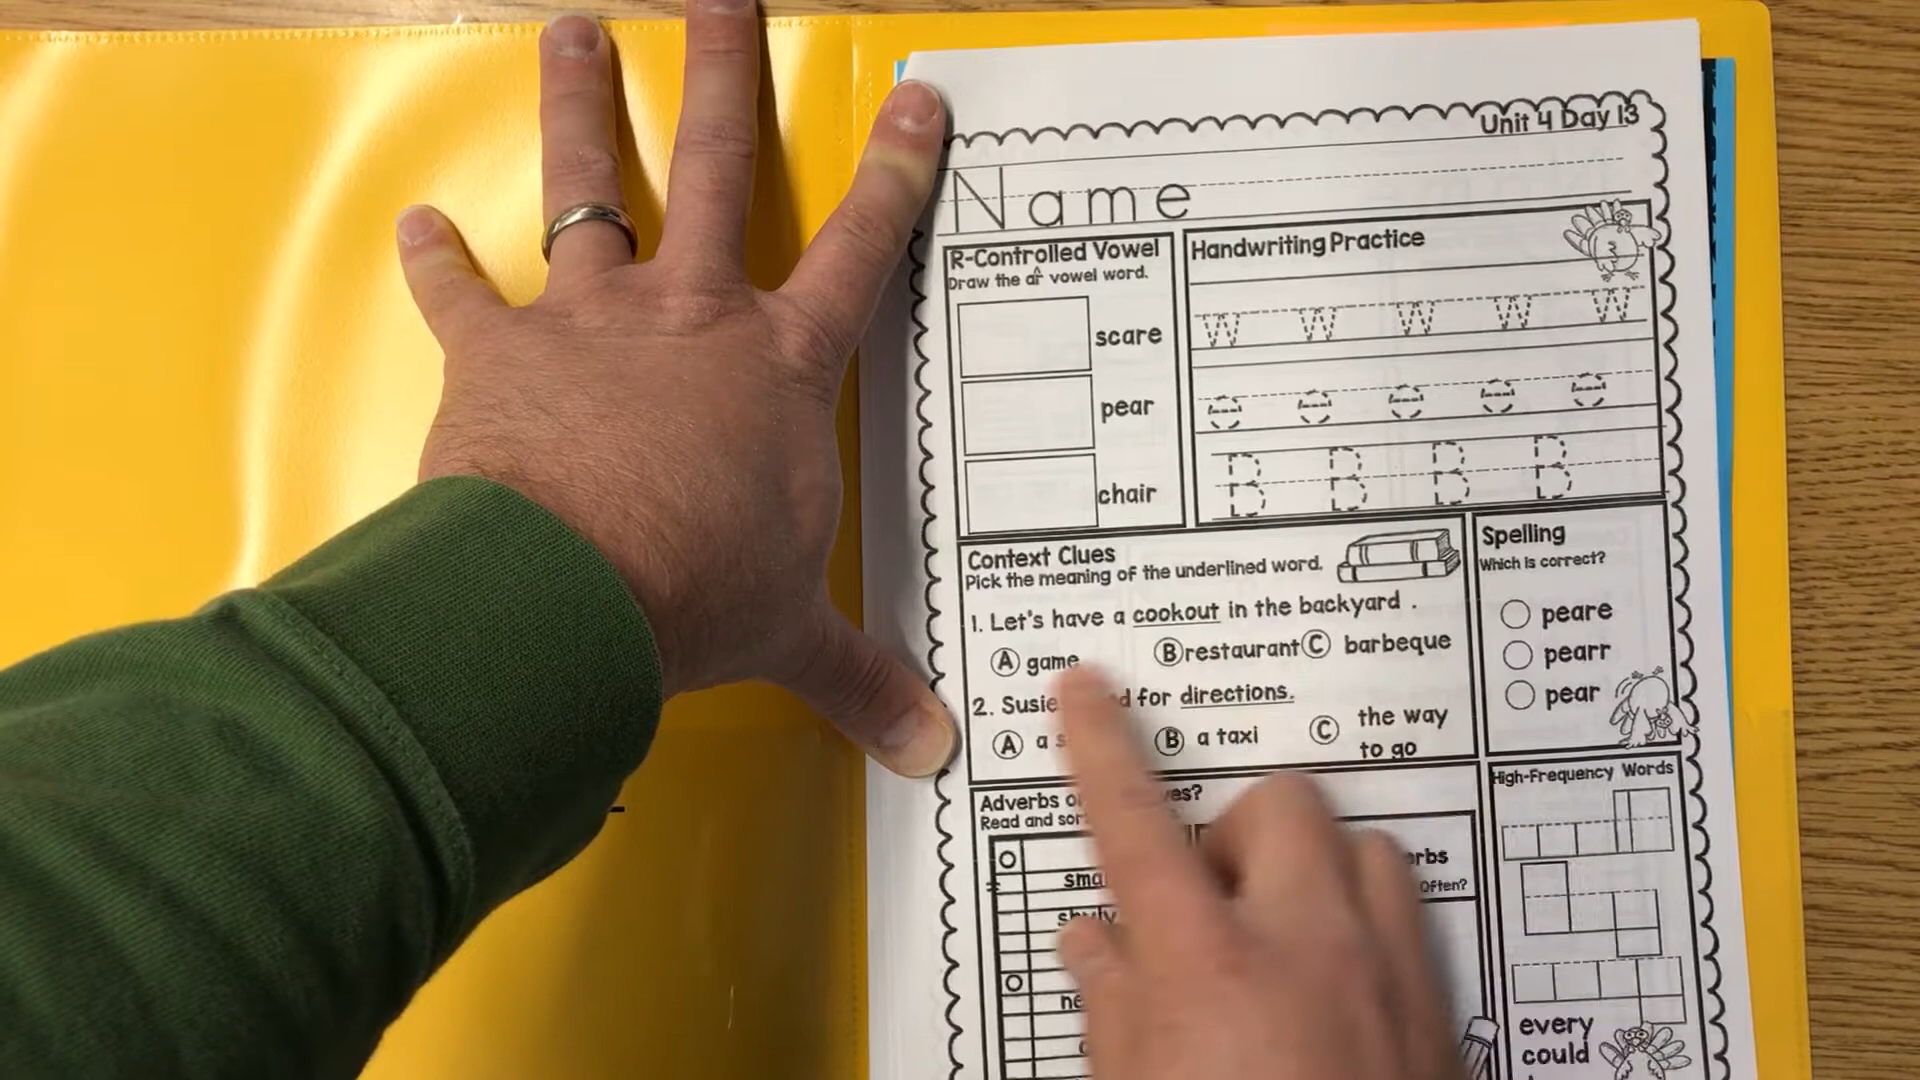 Unit 4 Day 13
Name
R-Controlled Vowel
Draw the âr vowel word.
scare
pear
chair
Handwriting Practice
W W W W W
e e e e e
B B B B
Context Clues
Pick the meaning of the underlined word.
1. Let's have a cookout in the backyard .
A game B restaurant C barbeque
2. Susie for directions.
A a B a taxi C the way
to go
Spelling
Which is correct?
peare
pearr
pear
Adverbs
Read and
shyly
Often?
High-Frequency Words
every
could